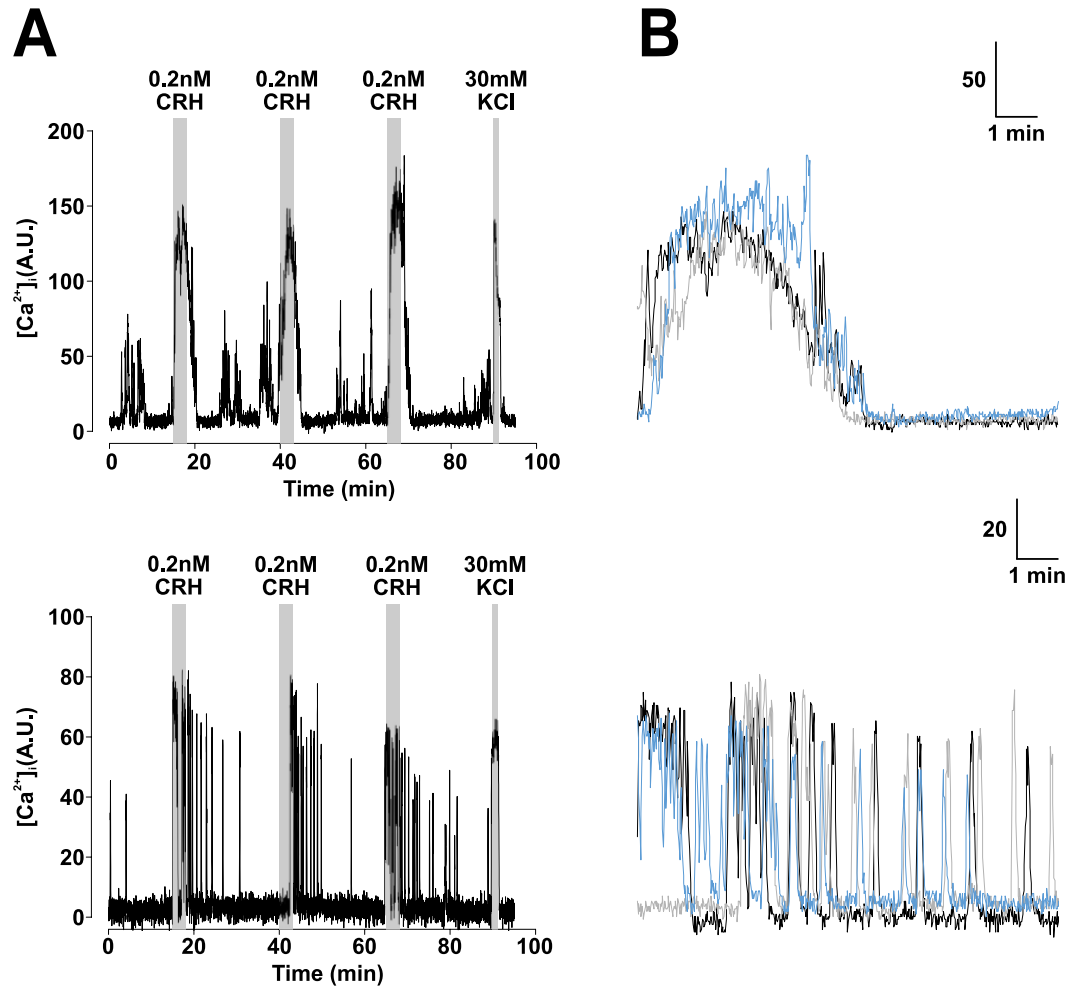 A
B
0.2nM 0.2nM 0.2nM 30mM
CRH CRH CRH KCl
50
1 min
200
150
100
50
0
[Ca²⁺]ᵢ(A.U.)
0 20 40 60 80 100
Time (min)
20
1 min
0.2nM 0.2nM 0.2nM 30mM
CRH CRH CRH KCl
100
80
60
40
20
0
[Ca²⁺]ᵢ(A.U.)
0 20 40 60 80 100
Time (min)